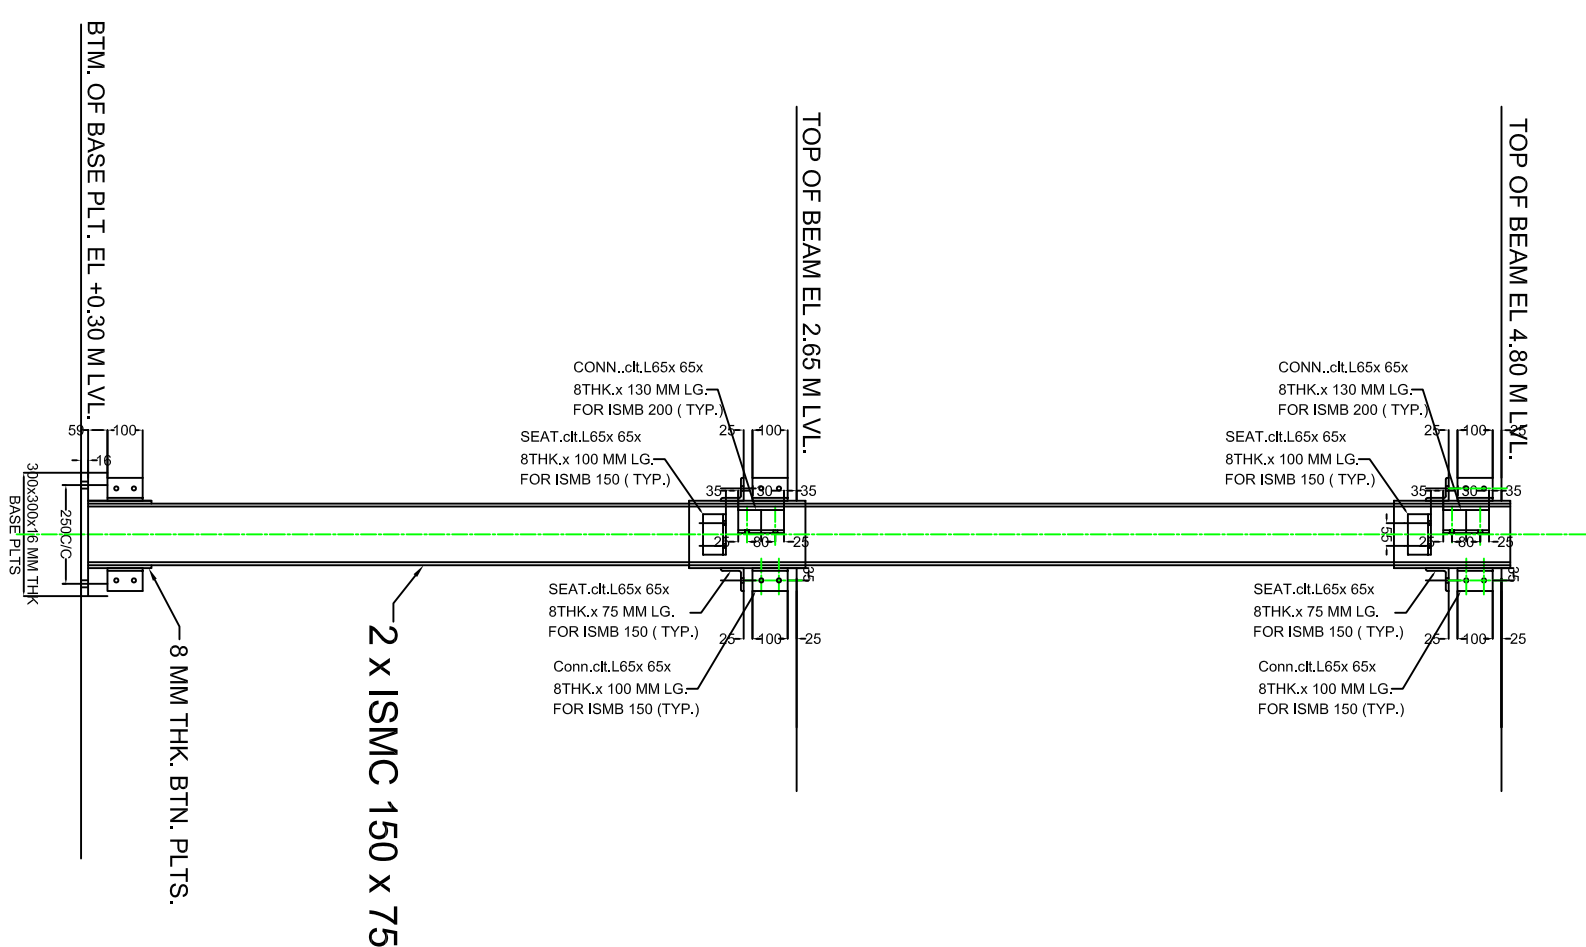 BTM. OF BASE PLT. EL +0.30 M LVL.
TOP OF BEAM EL 2.65 M LVL.
TOP OF BEAM EL 4.80 M LVL.
CONN..clt.L65x 65x
8THK.x 130 MM LG.
FOR ISMB 200 ( TYP.)
SEAT.clt.L65x 65x
8THK.x 100 MM LG.
FOR ISMB 150 ( TYP.)
CONN..clt.L65x 65x
8THK.x 130 MM LG.
FOR ISMB 200 ( TYP.)
SEAT.clt.L65x 65x
8THK.x 100 MM LG.
FOR ISMB 150 ( TYP.)
59
100
16
25
100
25
100
25
35
30
35
35
30
35
300x300x16 MM THK
BASE PLTS
250C/C
25
80
25
55
25
80
25
35
35
SEAT.clt.L65x 65x
8THK.x 75 MM LG.
FOR ISMB 150 ( TYP.)
25
100
25
Conn.clt.L65x 65x
8THK.x 100 MM LG.
FOR ISMB 150 (TYP.)
SEAT.clt.L65x 65x
8THK.x 75 MM LG.
FOR ISMB 150 ( TYP.)
25
100
25
Conn.clt.L65x 65x
8THK.x 100 MM LG.
FOR ISMB 150 (TYP.)
8 MM THK. BTN. PLTS.
2 x ISMC 150 x 75